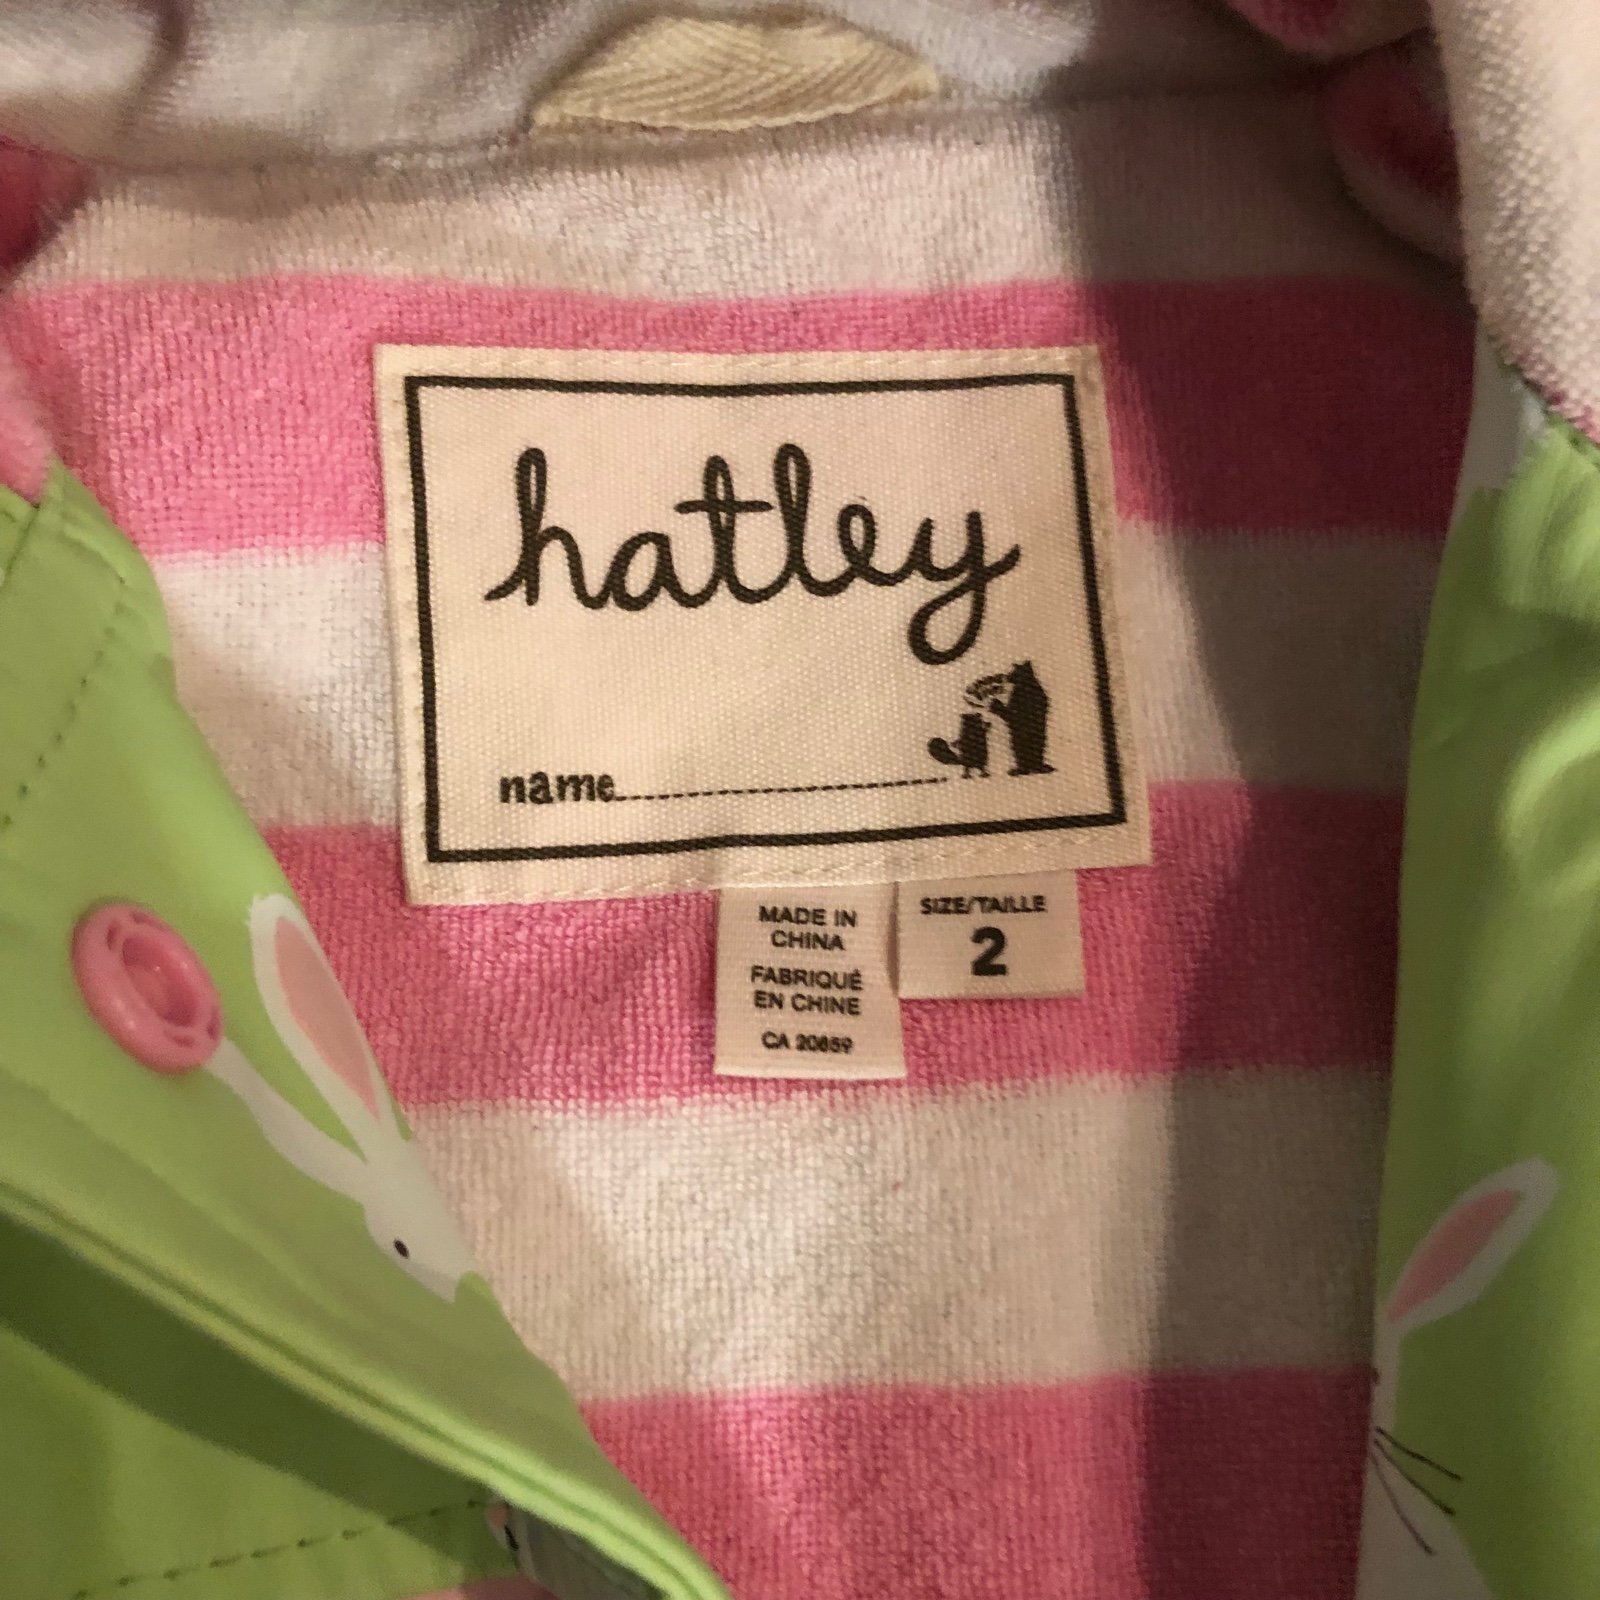 hatley
name
MADE IN
CHINA
FABRIQUÉ
EN CHINE
CA 20659
SIZE/TAILLE
2